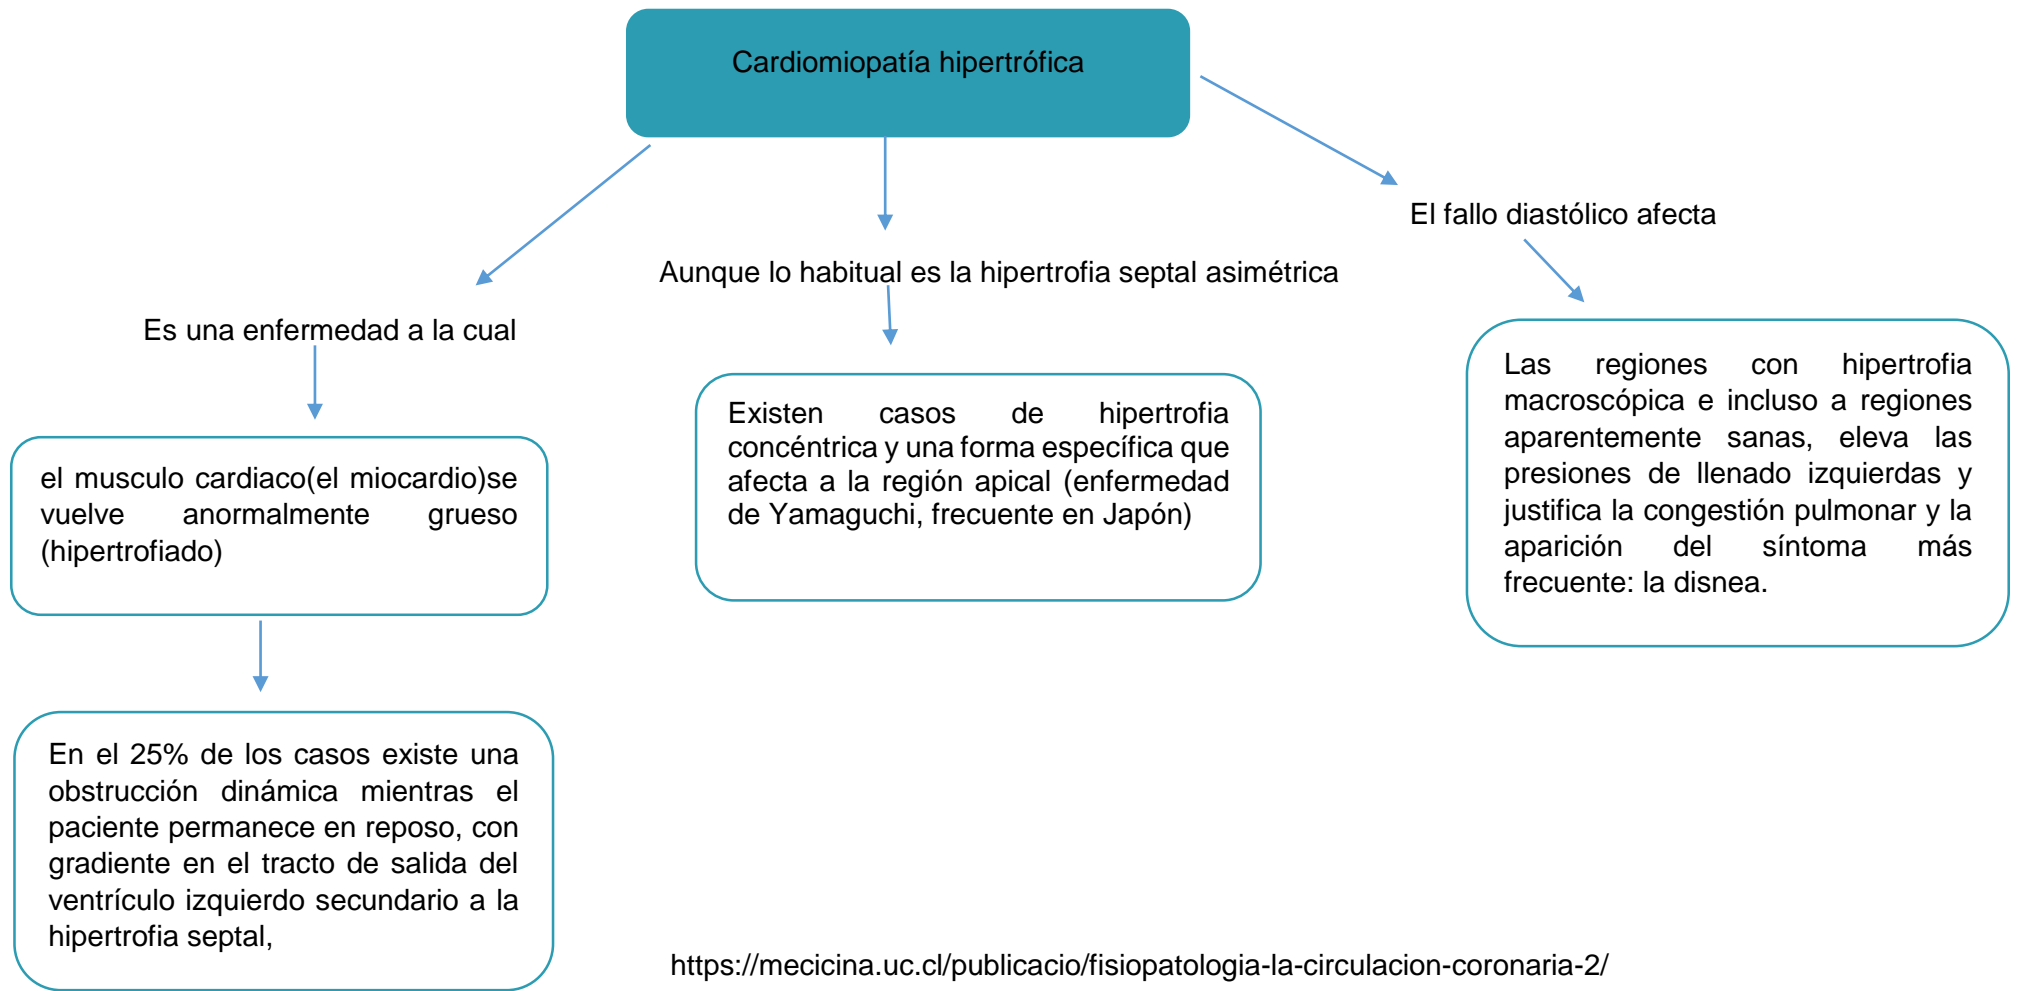 Cardiomiopatía hipertrófica
El fallo diastólico afecta
Aunque lo habitual es la hipertrofia septal asimétrica
Es una enfermedad a la cual
el musculo cardiaco(el miocardio)se
vuelve anormalmente grueso
(hipertrofiado)
En el 25% de los casos existe una
obstrucción dinámica mientras el
paciente permanece en reposo, con
gradiente en el tracto de salida del
ventrículo izquierdo secundario a la
hipertrofia septal,
Existen casos de hipertrofia
concéntrica y una forma específica que
afecta a la región apical (enfermedad
de Yamaguchi, frecuente en Japón)
Las regiones con hipertrofia
macroscópica e incluso a regiones
aparentemente sanas, eleva las
presiones de llenado izquierdas y
justifica la congestión pulmonar y la
aparición del síntoma más
frecuente: la disnea.
https://mecicina.uc.cl/publicacio/fisiopatologia-la-circulacion-coronaria-2/